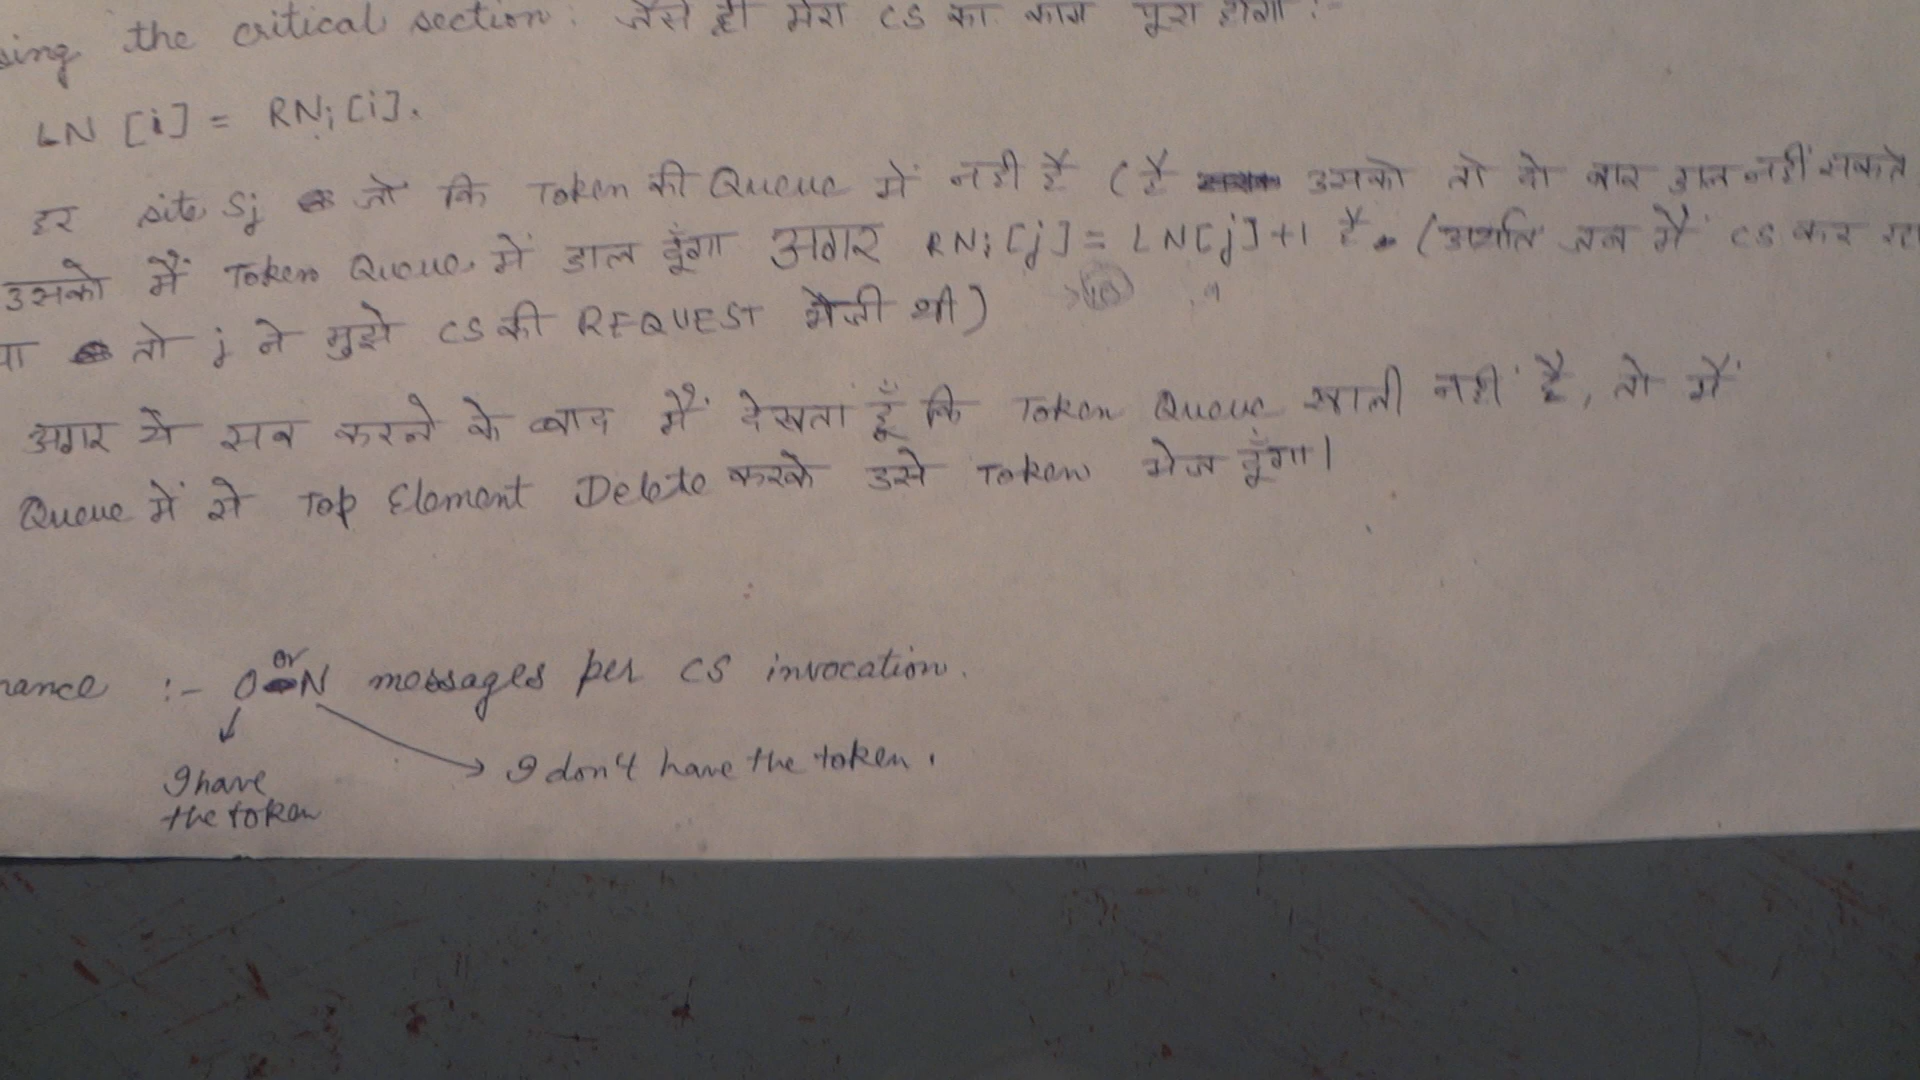 sing the critical section : जैसे ही मेरा CS का काम पूरा होगा :-
LN [i] = RNi [i].
हर site Sj जो कि Token की Queue में नही है ( है उसको तो दो बार डाल नहीं सकते
उसको मैं Token Queue में डाल दूँगा अगर RNi [j] = LN[j]+1 है. (अर्थात जब मैं CS कर रहा
था तो j ने मुझे CS की REQUEST भेजी थी)
अगर ये सब करने के बाद मैं देखता हूँ कि Token Queue खाली नहीं है, तो मैं
Queue में से Top Element Delete करके उसे Token भेज दूँगा।
mance :- 0 or N messages per CS invocation.
I have the token
I don't have the token.